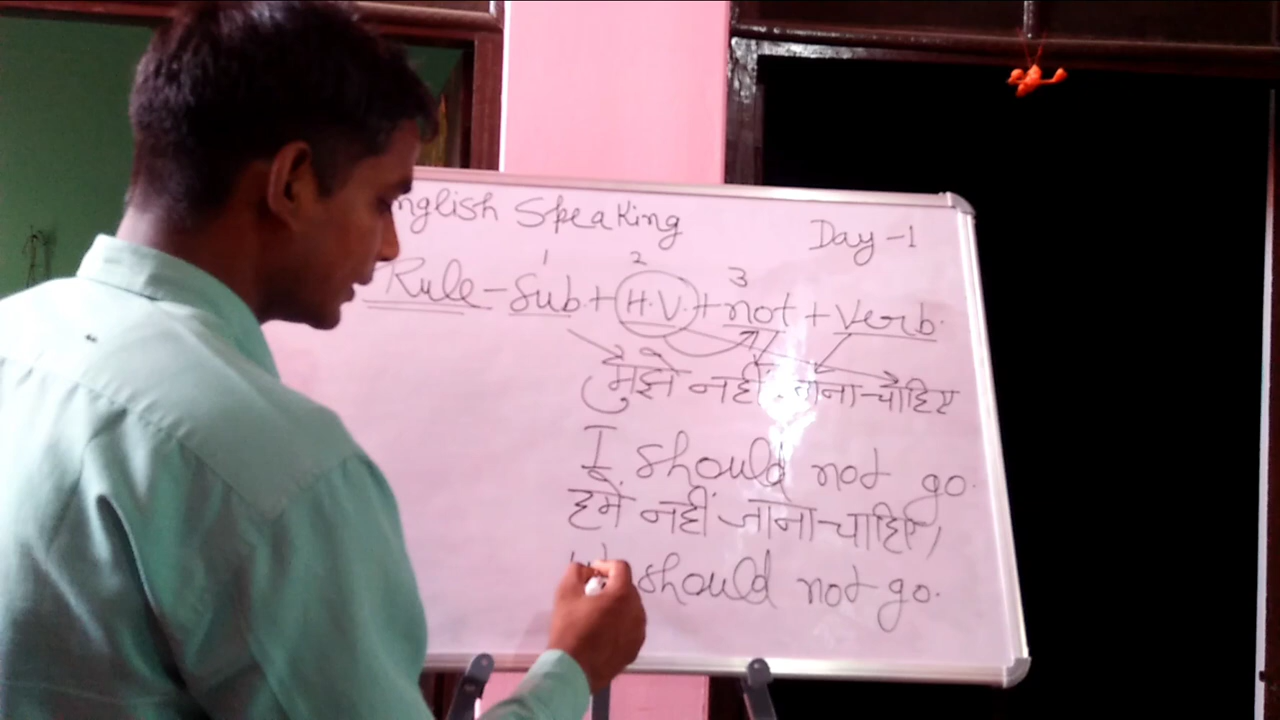 English Speaking Day-1
1 2 3
Rule - Sub. + H.V. + not + Verb.
मुझे नहीं जाना चाहिए
I should not go.
हमें नहीं जाना चाहिए।
should not go.